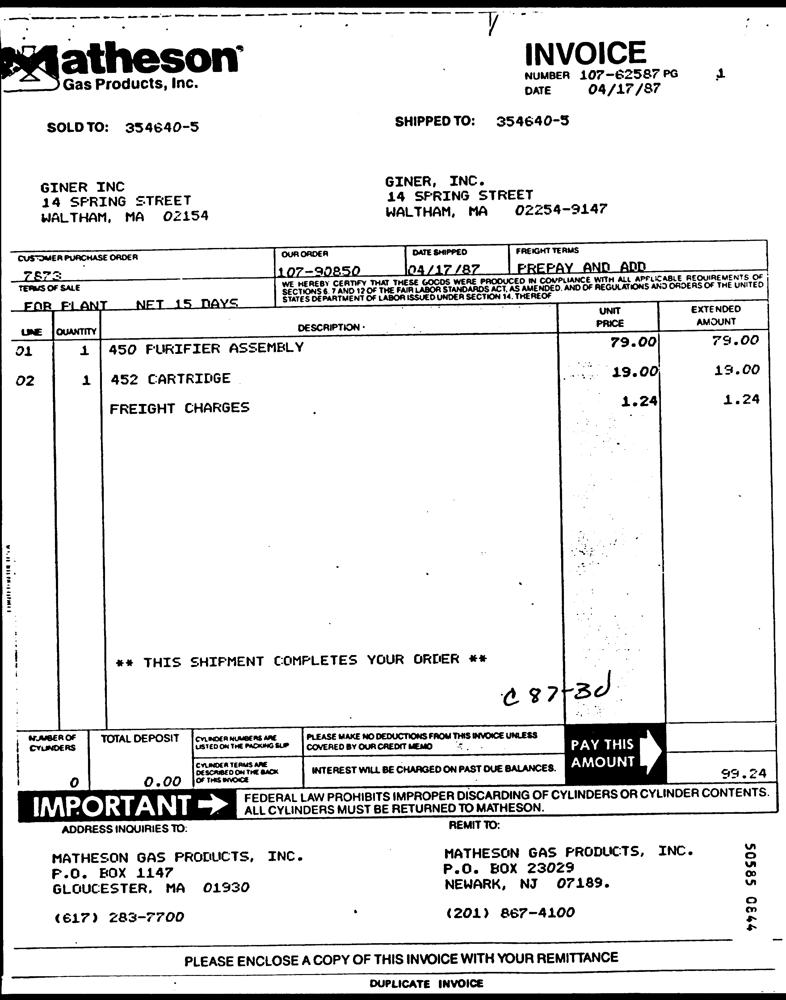 Matheson
Gas Products, Inc.
INVOICE
NUMBER 107-62587 PG 1
DATE 04/17/87
SOLD TO: 354640-5
SHIPPED TO: 354640-5
GINER INC
14 SPRING STREET
WALTHAM, MA 02154
GINER, INC.
14 SPRING STREET
WALTHAM, MA 02254-9147
CUSTOMER PURCHASE ORDER
7873
OUR ORDER
107-90850
DATE SHIPPED
04/17/87
FREIGHT TERMS
PREPAY AND ADD
TERMS OF SALE
FOR PLANT NET 15 DAYS
WE HEREBY CERTIFY THAT THESE GOODS WERE PRODUCED IN COMPLIANCE WITH ALL APPLICABLE REQUIREMENTS OF
SECTIONS 6, 7 AND 12 OF THE FAIR LABOR STANDARDS ACT, AS AMENDED, AND OF REGULATIONS AND ORDERS OF THE UNITED
STATES DEPARTMENT OF LABOR ISSUED UNDER SECTION 14, THEREOF
LINE QUANTITY DESCRIPTION UNIT PRICE EXTENDED AMOUNT
01 1 450 PURIFIER ASSEMBLY 79.00 79.00
02 1 452 CARTRIDGE 19.00 19.00
FREIGHT CHARGES 1.24 1.24
** THIS SHIPMENT COMPLETES YOUR ORDER **
C 87-30
NUMBER OF
CYLINDERS
0
TOTAL DEPOSIT
0.00
CYLINDER NUMBERS ARE
LISTED ON THE PACKING SLIP
CYLINDER TERMS ARE
DESCRIBED ON THE BACK
OF THIS INVOICE
PLEASE MAKE NO DEDUCTIONS FROM THIS INVOICE UNLESS
COVERED BY OUR CREDIT MEMO
INTEREST WILL BE CHARGED ON PAST DUE BALANCES.
PAY THIS
AMOUNT
99.24
IMPORTANT
FEDERAL LAW PROHIBITS IMPROPER DISCARDING OF CYLINDERS OR CYLINDER CONTENTS.
ALL CYLINDERS MUST BE RETURNED TO MATHESON.
ADDRESS INQUIRIES TO:
MATHESON GAS PRODUCTS, INC.
P.O. BOX 1147
GLOUCESTER, MA 01930
(617) 283-7700
REMIT TO:
MATHESON GAS PRODUCTS, INC.
P.O. BOX 23029
NEWARK, NJ 07189.
(201) 867-4100
50585
PLEASE ENCLOSE A COPY OF THIS INVOICE WITH YOUR REMITTANCE
DUPLICATE INVOICE